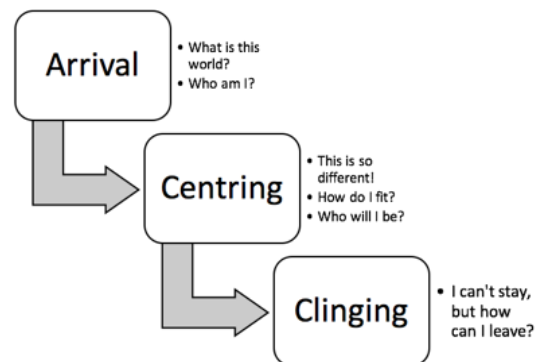 Arrival
• What is this
world?
• Who am I?
Centring
• This is so
different!
• How do I fit?
• Who will I be?
Clinging
• I can't stay,
but how
can I leave?